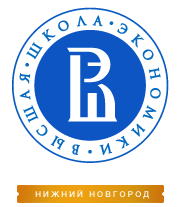 ВЫСШАЯ • ШКОЛА • ЭКОНОМИКИ •
НИЖНИЙ НОВГОРОД